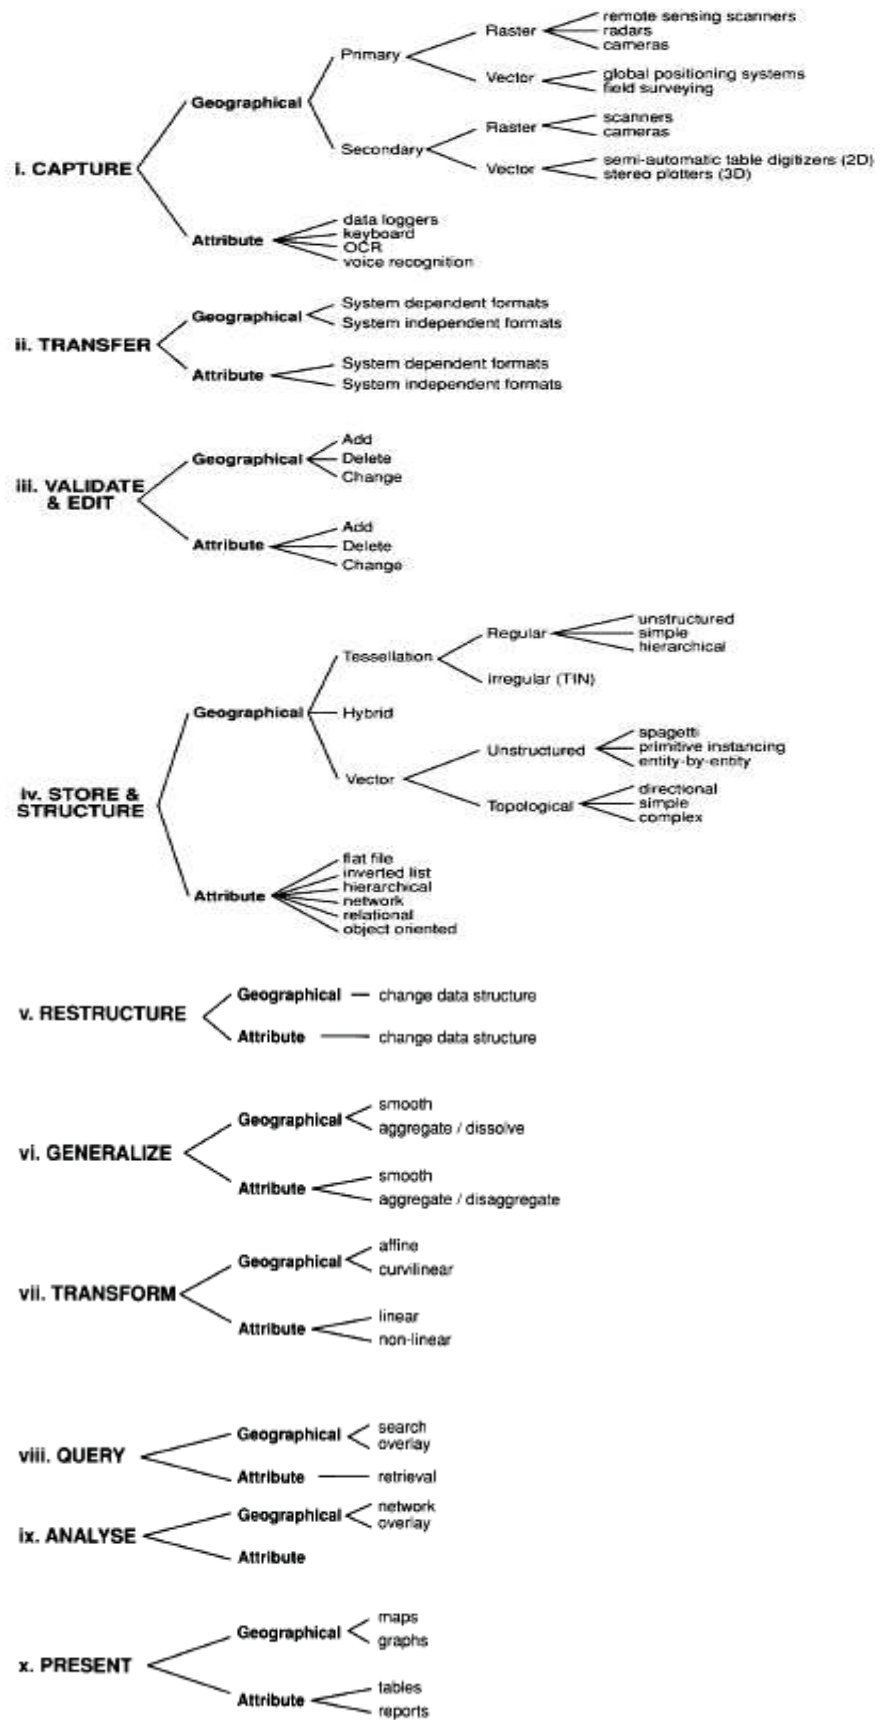 remote sensing scanners
Raster
radars
cameras
Primary
Vector
global positioning systems
field surveying
Geographical
Raster
scanners
cameras
Secondary
Vector
semi-automatic table digitizers (2D)
stereo plotters (3D)
i. CAPTURE
Attribute
data loggers
keyboard
OCR
voice recognition
Geographical
System dependent formats
System independent formats
ii. TRANSFER
Attribute
System dependent formats
System independent formats
Geographical
Add
Delete
Change
iii. VALIDATE
& EDIT
Attribute
Add
Delete
Change
Tessellation
Regular
unstructured
simple
hierarchical
irregular (TIN)
Geographical
Hybrid
Vector
Unstructured
spagetti
primitive instancing
entity-by-entity
Topological
directional
simple
complex
iv. STORE &
STRUCTURE
Attribute
flat file
inverted list
hierarchical
network
relational
object oriented
Geographical
change data structure
v. RESTRUCTURE
Attribute
change data structure
Geographical
smooth
aggregate / dissolve
vi. GENERALIZE
Attribute
smooth
aggregate / disaggregate
Geographical
affine
curvilinear
vii. TRANSFORM
Attribute
linear
non-linear
Geographical
search
overlay
viii. QUERY
Attribute
retrieval
Geographical
network
overlay
ix. ANALYSE
Attribute
Geographical
maps
graphs
x. PRESENT
Attribute
tables
reports